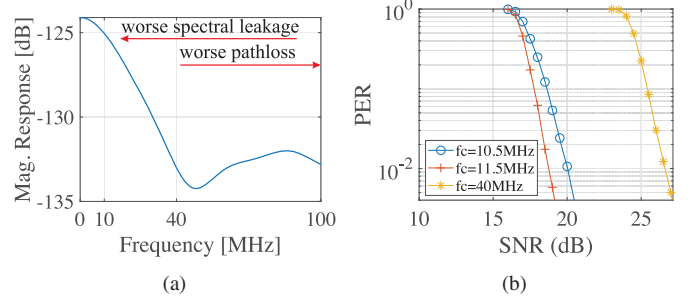 worse spectral leakage
worse pathloss
Mag. Response [dB]
-125
-130
-135
0 10 40 100
Frequency [MHz]
(a)
PER
10^0
10^-2
fc=10.5MHz
fc=11.5MHz
fc=40MHz
10 15 20 25
SNR (dB)
(b)